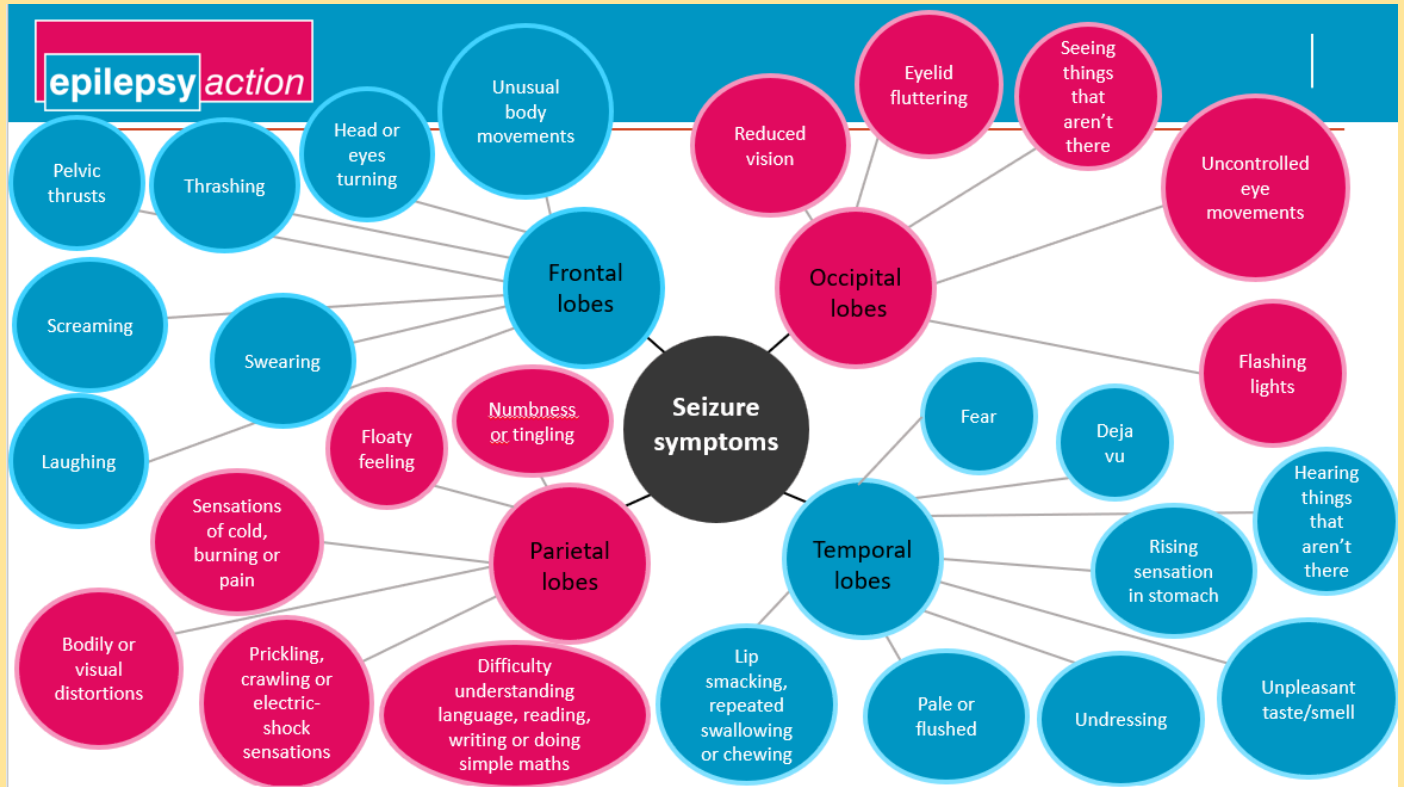 epilepsy action
Unusual
body
movements
Head or
eyes
turning
Thrashing
Pelvic
thrusts
Screaming
Swearing
Laughing
Frontal
lobes
Reduced
vision
Eyelid
fluttering
Seeing
things
that
aren't
there
Uncontrolled
eye
movements
Flashing
lights
Occipital
lobes
Seizure
symptoms
Numbness
or tingling
Floaty
feeling
Sensations
of cold,
burning or
pain
Bodily or
visual
distortions
Prickling,
crawling or
electric-
shock
sensations
Difficulty
understanding
language, reading,
writing or doing
simple maths
Parietal
lobes
Temporal
lobes
Fear
Deja
vu
Hearing
things
that
aren't
there
Rising
sensation
in stomach
Unpleasant
taste/smell
Undressing
Pale or
flushed
Lip
smacking,
repeated
swallowing
or chewing